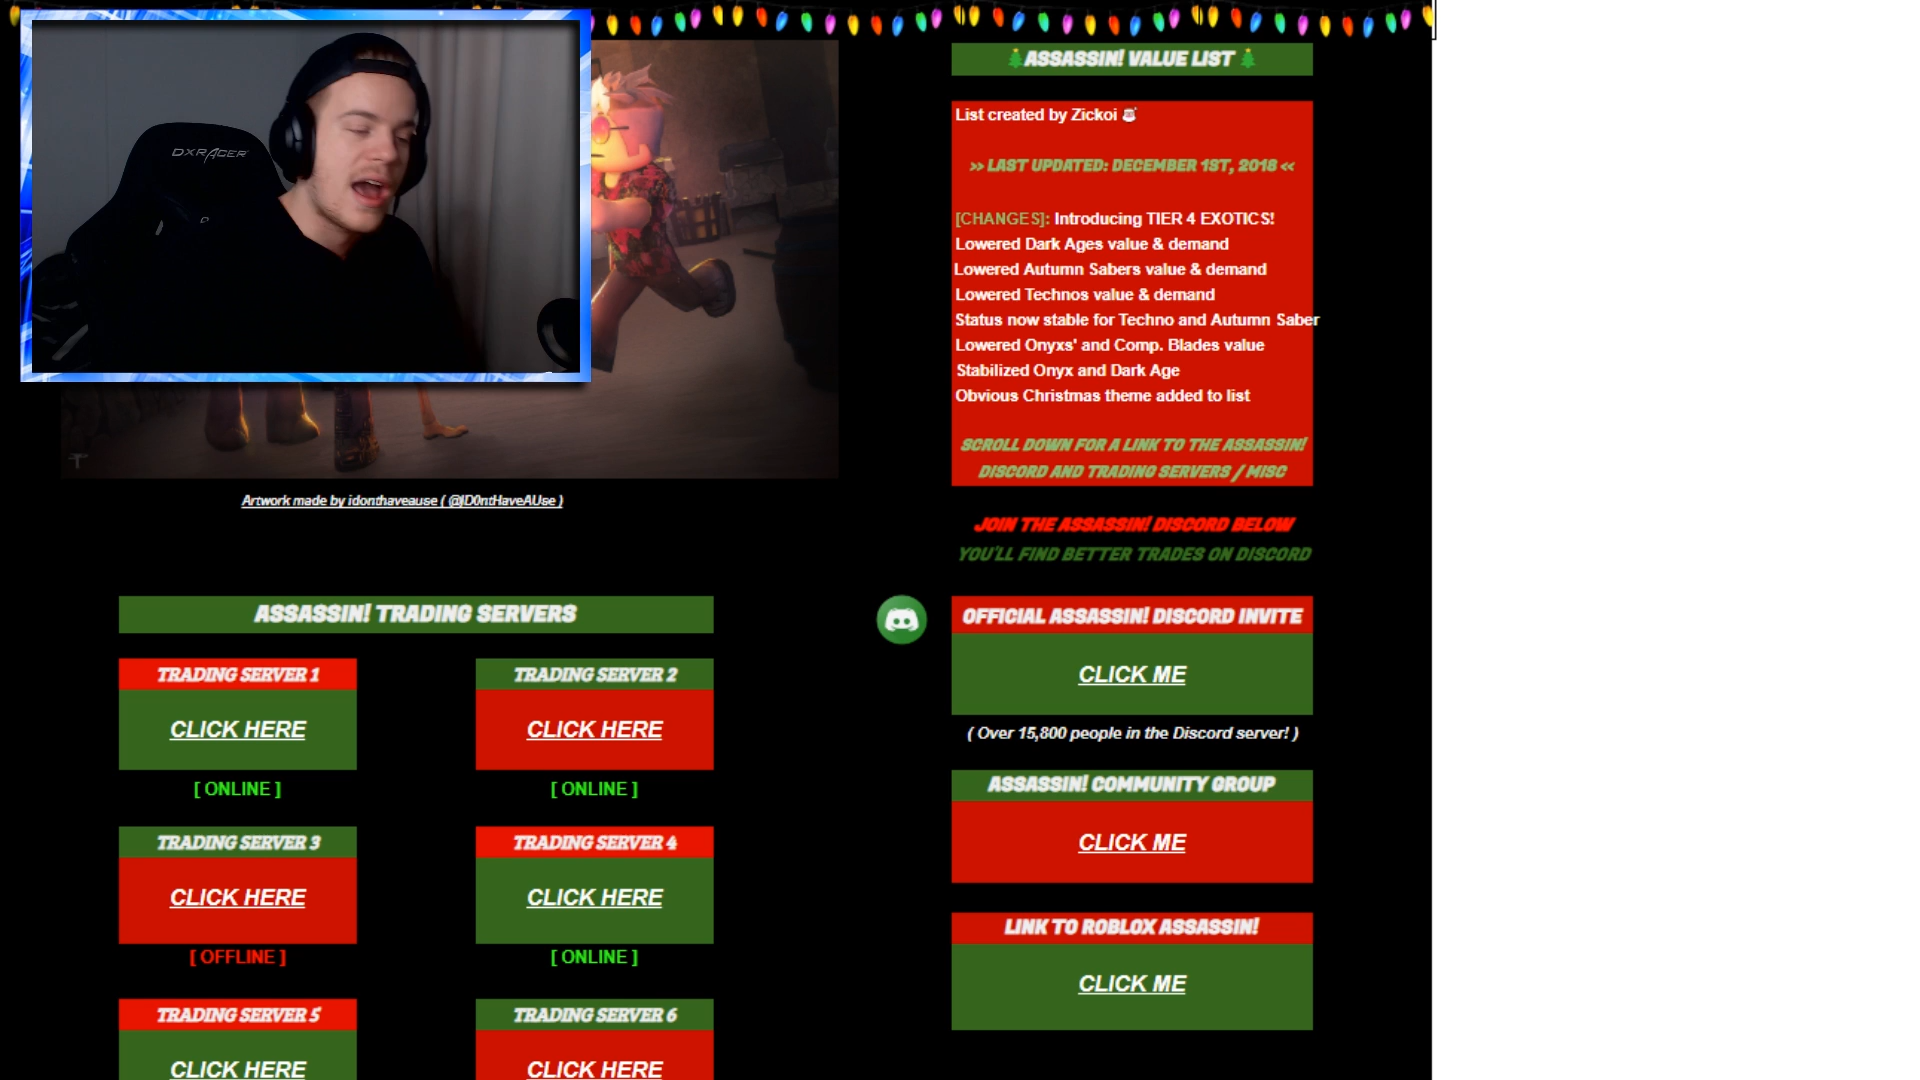 DXRACER
Artwork made by idonthaveause ( @ID0ntHaveAUse )
ASSASSIN! VALUE LIST
List created by Zickoi
>> LAST UPDATED: DECEMBER 1ST, 2018 <<
[CHANGES]: Introducing TIER 4 EXOTICS!
Lowered Dark Ages value & demand
Lowered Autumn Sabers value & demand
Lowered Technos value & demand
Status now stable for Techno and Autumn Saber
Lowered Onyxs' and Comp. Blades value
Stabilized Onyx and Dark Age
Obvious Christmas theme added to list
SCROLL DOWN FOR A LINK TO THE ASSASSIN!
DISCORD AND TRADING SERVERS / MISC
JOIN THE ASSASSIN! DISCORD BELOW
YOU'LL FIND BETTER TRADES ON DISCORD
ASSASSIN! TRADING SERVERS
TRADING SERVER 1
CLICK HERE
[ ONLINE ]
TRADING SERVER 2
CLICK HERE
[ ONLINE ]
TRADING SERVER 3
CLICK HERE
[ OFFLINE ]
TRADING SERVER 4
CLICK HERE
[ ONLINE ]
TRADING SERVER 5
CLICK HERE
TRADING SERVER 6
CLICK HERE
OFFICIAL ASSASSIN! DISCORD INVITE
CLICK ME
( Over 15,800 people in the Discord server! )
ASSASSIN! COMMUNITY GROUP
CLICK ME
LINK TO ROBLOX ASSASSIN!
CLICK ME